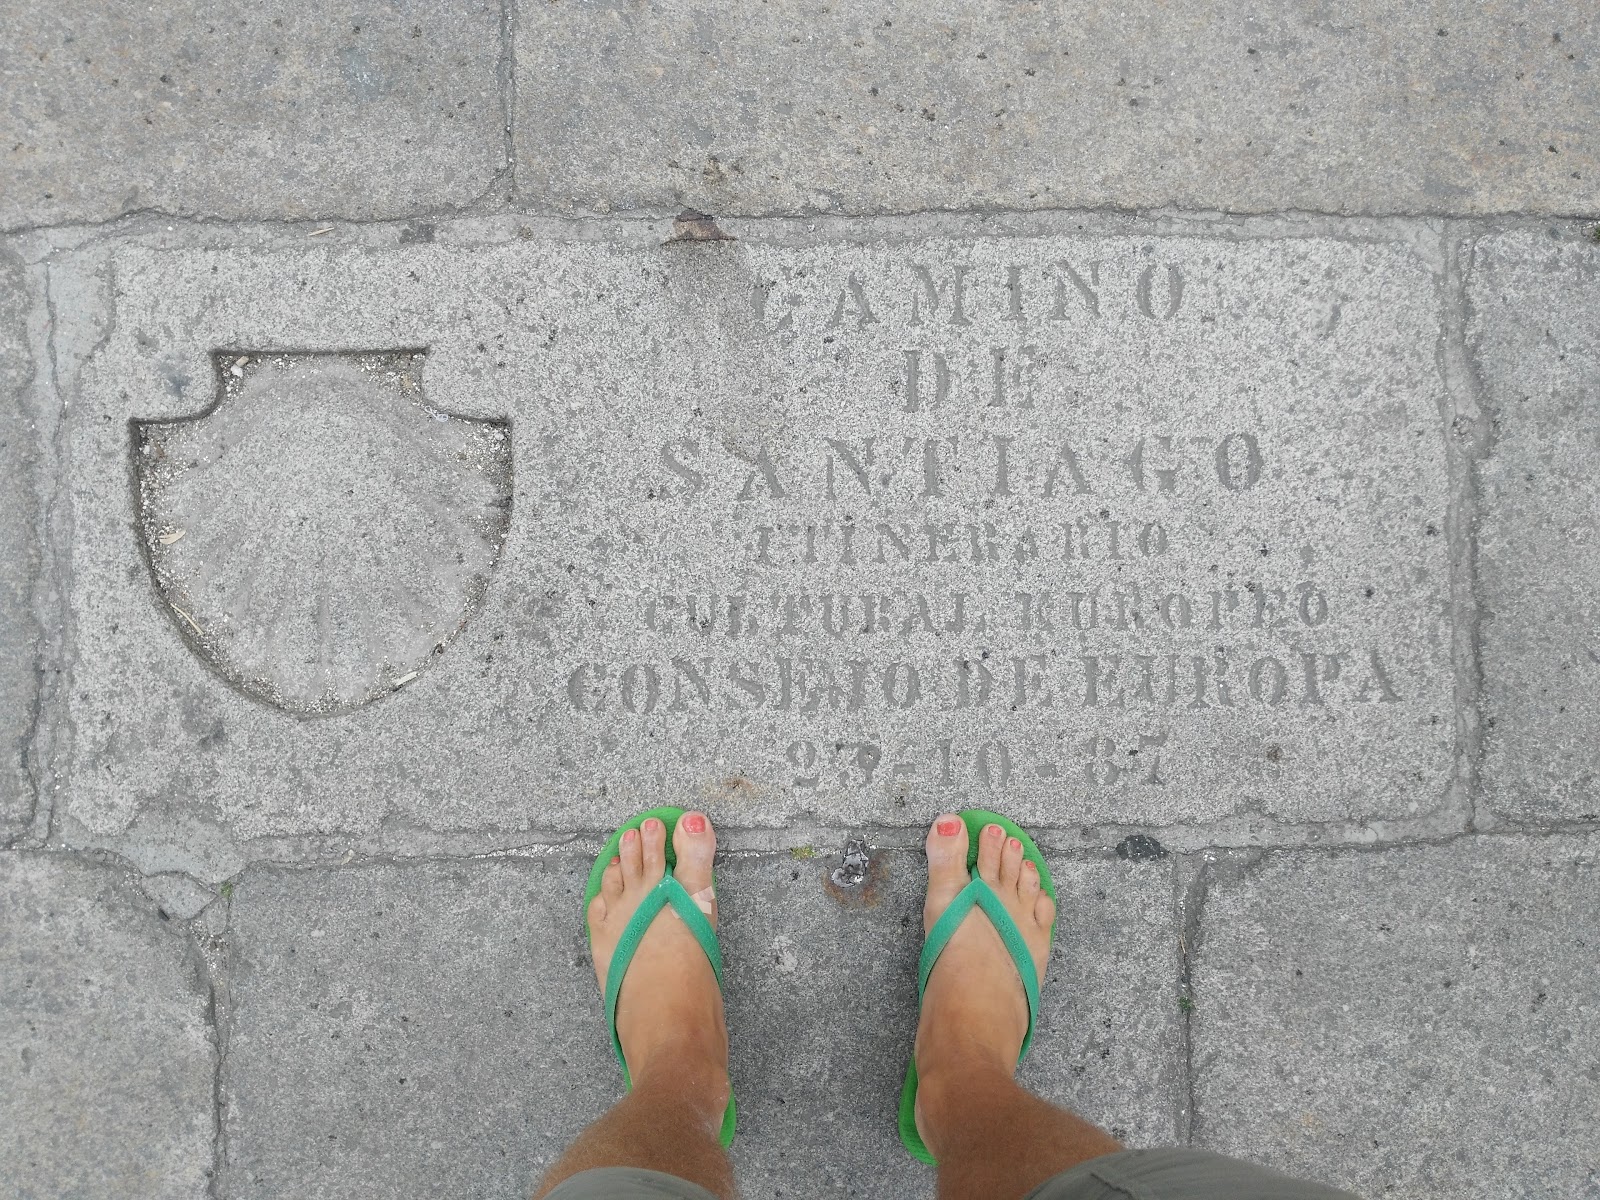 CAMINO
DE
SANTIAGO
ITINERARIO
CULTURAL EUROPEO
CONSEJO DE EUROPA
23-10-87